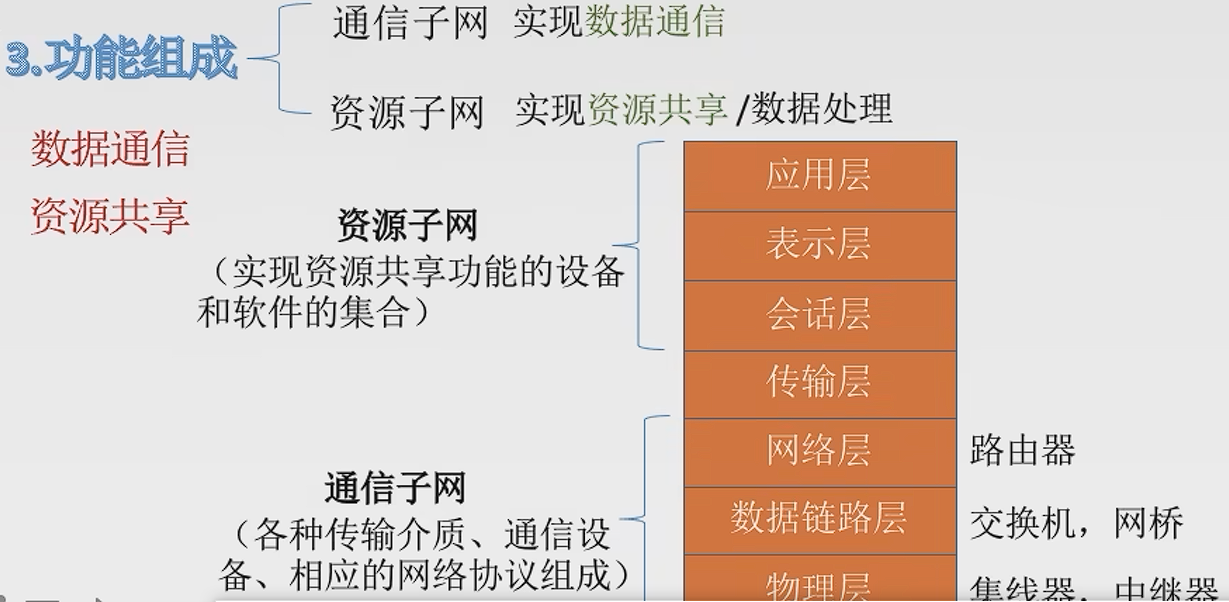 3.功能组成
通信子网 实现数据通信
资源子网 实现资源共享/数据处理
数据通信
资源共享
资源子网
（实现资源共享功能的设备
和软件的集合）
应用层
表示层
会话层
传输层
网络层 路由器
通信子网
（各种传输介质、通信设
备、相应的网络协议组成）
数据链路层 交换机，网桥
物理层 集线器，中继器